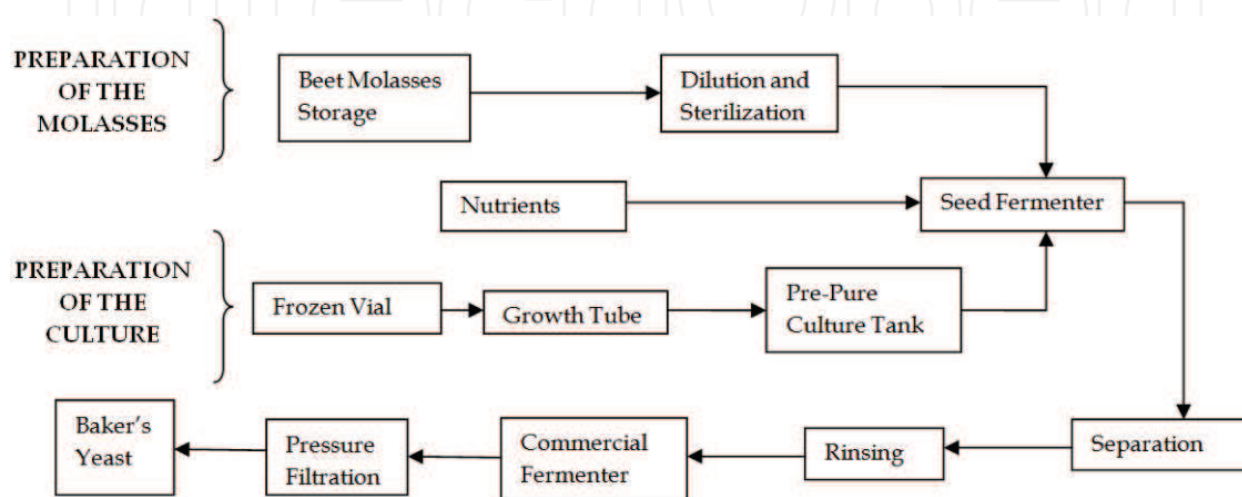 PREPARATION
OF THE
MOLASSES
Beet Molasses
Storage
Dilution and
Sterilization
Nutrients
Seed Fermenter
PREPARATION
OF THE
CULTURE
Frozen Vial
Growth Tube
Pre-Pure
Culture Tank
Baker's
Yeast
Pressure
Filtration
Commercial
Fermenter
Rinsing
Separation